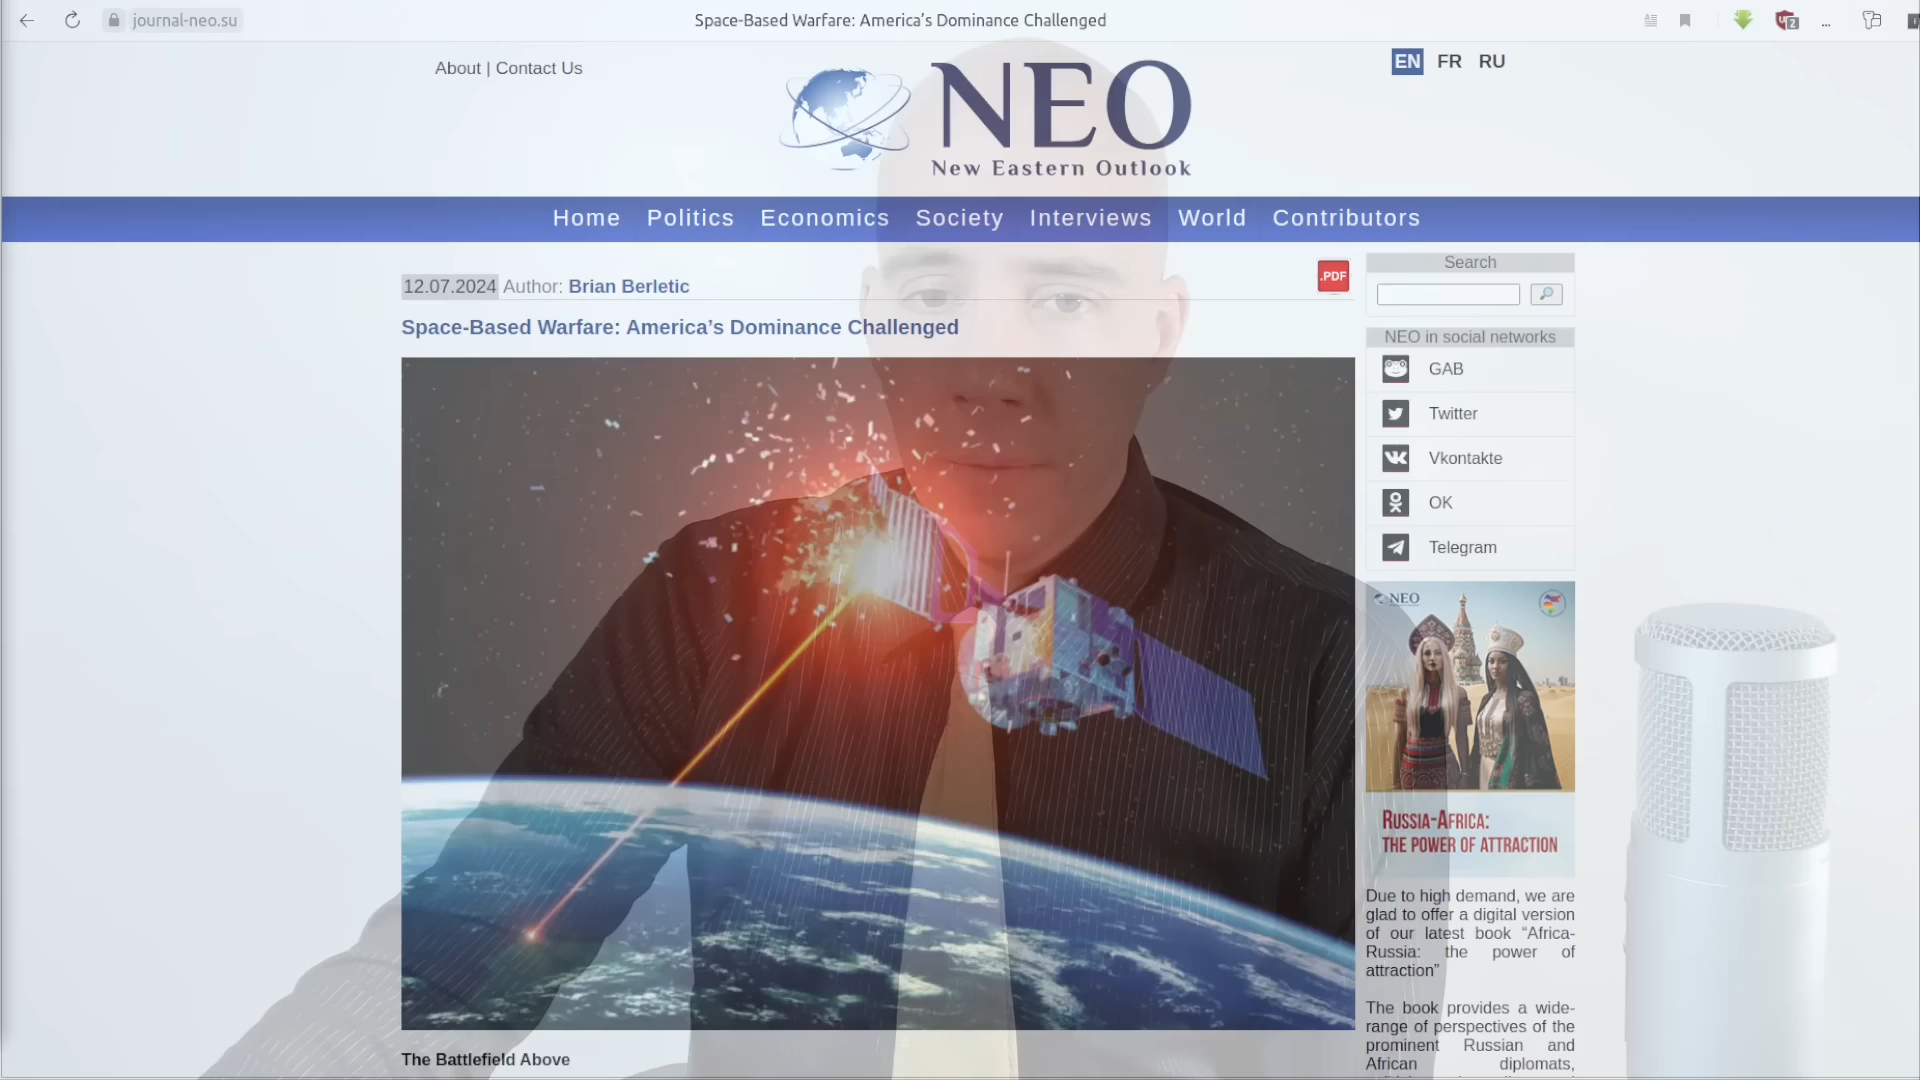 journal-neo.su
Space-Based Warfare: America’s Dominance Challenged
2
...
About | Contact Us
EN FR RU
NEO
New Eastern Outlook
Home Politics Economics Society Interviews World Contributors
12.07.2024 Author: Brian Berletic
.PDF
Space-Based Warfare: America’s Dominance Challenged
The Battlefield Above
Search
NEO in social networks
GAB
Twitter
Vkontakte
OK
Telegram
NEO
RUSSIA-AFRICA:
THE POWER OF ATTRACTION
Due to high demand, we are
glad to offer a digital version
of our latest book “Africa-
Russia: the power of
attraction”
The book provides a wide-
range of perspectives of the
prominent Russian and
African diplomats,